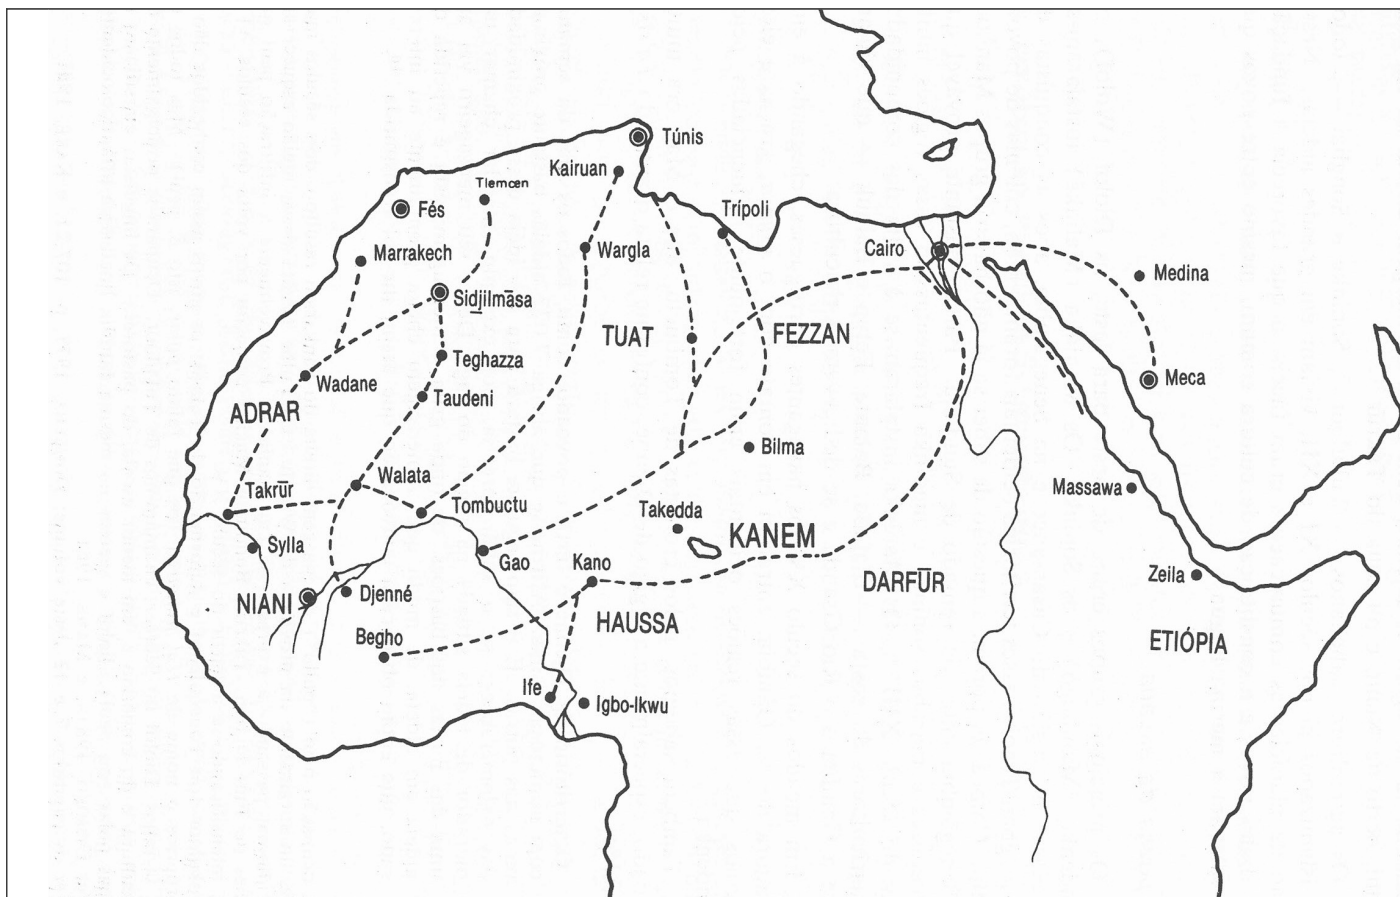 Túnis
Kairuan
Tlemcen
Fés
Trípoli
Marrakech
Wargla
Cairo
Medina
Sidjilmāsa
TUAT
FEZZAN
Teghazza
Wadane
Meca
Taudeni
ADRAR
Bilma
Walata
Takrūr
Tombuctu
Massawa
Takedda
KANEM
Sylla
Gao
Kano
Zeila
DARFŪR
Djenné
NIANI
HAUSSA
Begho
ETIÓPIA
Ife
Igbo-Ikwu